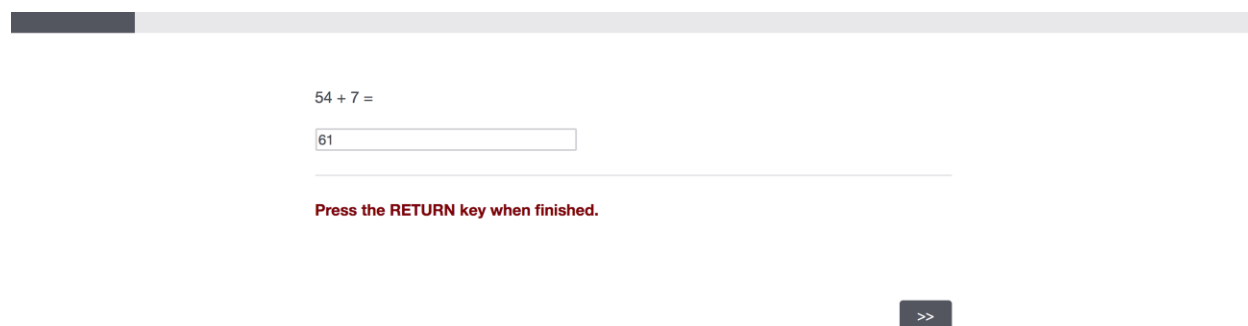 54 + 7 =
61
Press the RETURN key when finished.
>>